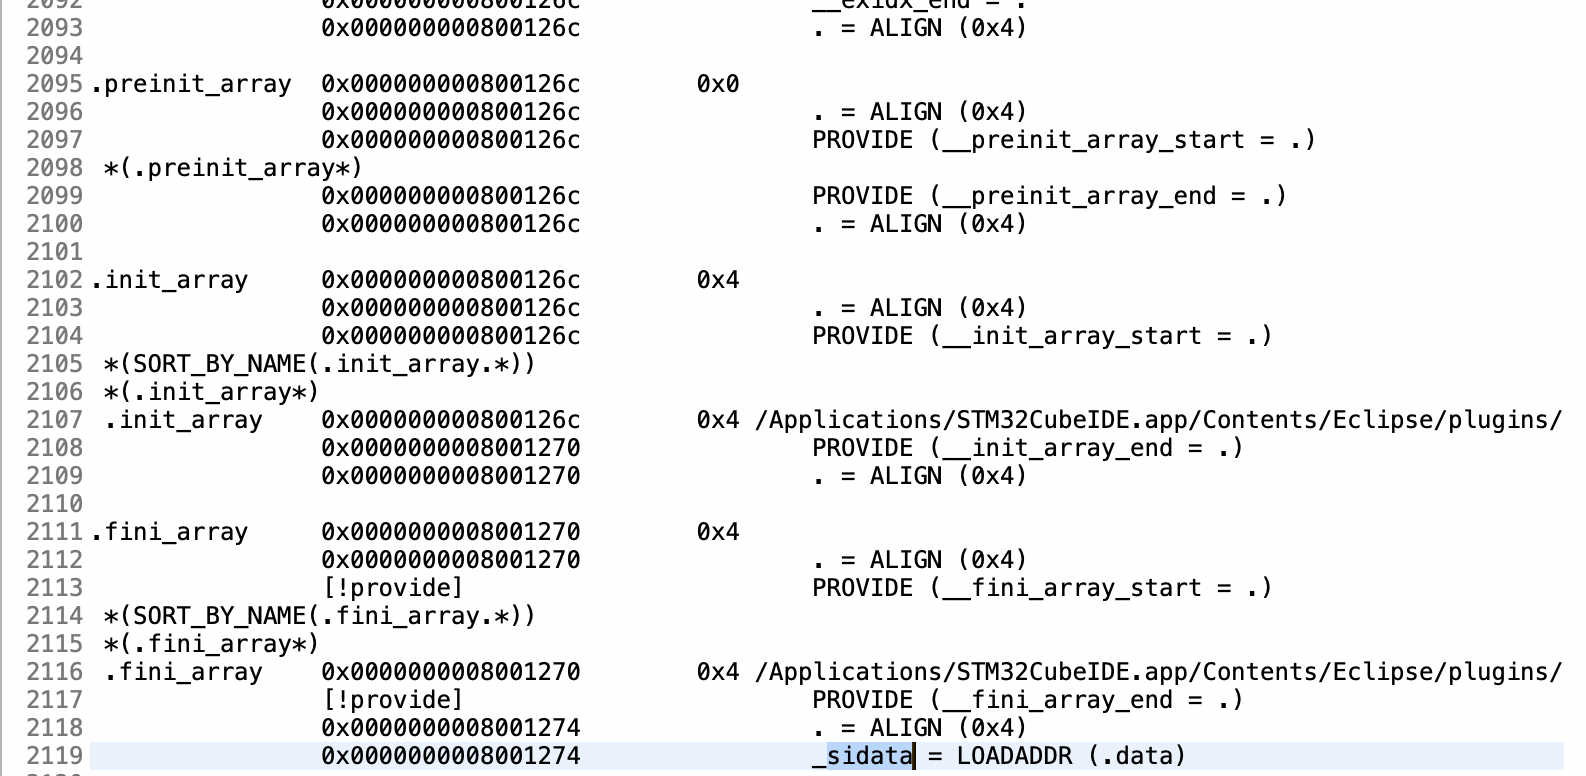 2092 0x000000000800126c __exidx_end = .
2093 0x000000000800126c . = ALIGN (0x4)
2094
2095 .preinit_array 0x000000000800126c 0x0
2096 0x000000000800126c . = ALIGN (0x4)
2097 0x000000000800126c PROVIDE (__preinit_array_start = .)
2098 *(.preinit_array*)
2099 0x000000000800126c PROVIDE (__preinit_array_end = .)
2100 0x000000000800126c . = ALIGN (0x4)
2101
2102 .init_array 0x000000000800126c 0x4
2103 0x000000000800126c . = ALIGN (0x4)
2104 0x000000000800126c PROVIDE (__init_array_start = .)
2105 *(SORT_BY_NAME(.init_array.*))
2106 *(.init_array*)
2107 .init_array 0x000000000800126c 0x4 /Applications/STM32CubeIDE.app/Contents/Eclipse/plugins/
2108 0x0000000008001270 PROVIDE (__init_array_end = .)
2109 0x0000000008001270 . = ALIGN (0x4)
2110
2111 .fini_array 0x0000000008001270 0x4
2112 0x0000000008001270 . = ALIGN (0x4)
2113 [!provide] PROVIDE (__fini_array_start = .)
2114 *(SORT_BY_NAME(.fini_array.*))
2115 *(.fini_array*)
2116 .fini_array 0x0000000008001270 0x4 /Applications/STM32CubeIDE.app/Contents/Eclipse/plugins/
2117 [!provide] PROVIDE (__fini_array_end = .)
2118 0x0000000008001274 . = ALIGN (0x4)
2119 0x0000000008001274 _sidata = LOADADDR (.data)